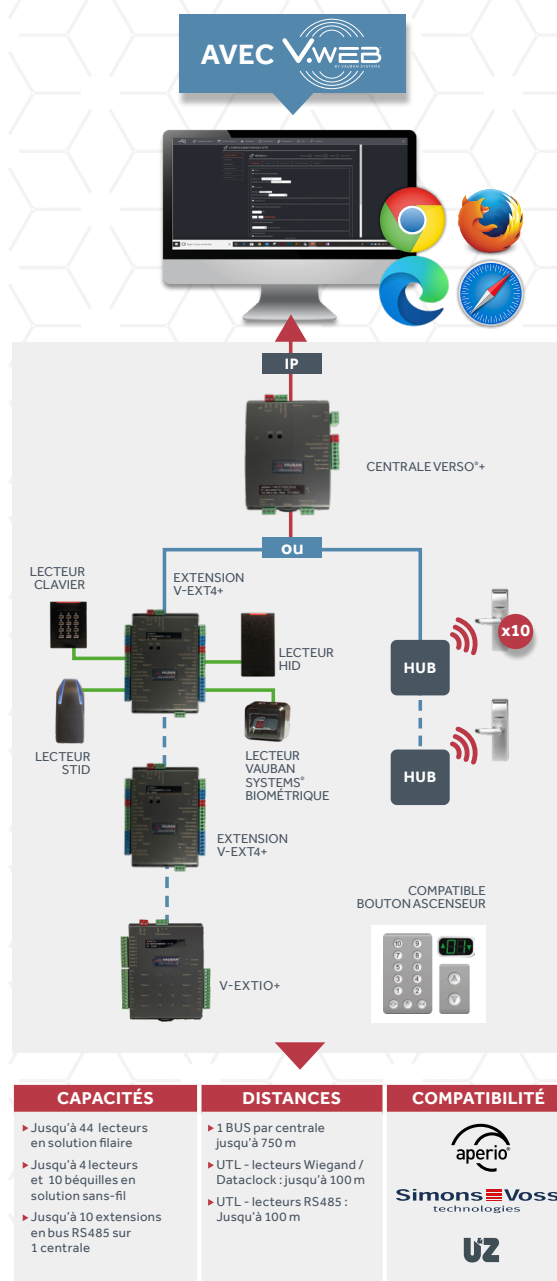 AVEC V.WEB
BY VAUBAN SYSTEMS
IP
CENTRALE VERSO®+
ou
LECTEUR
CLAVIER
EXTENSION
V-EXT4+
LECTEUR
HID
LECTEUR
STID
LECTEUR
VAUBAN
SYSTEMS®
BIOMÉTRIQUE
x10
HUB
HUB
EXTENSION
V-EXT4+
V-EXTIO+
COMPATIBLE
BOUTON ASCENSEUR
CAPACITÉS
▶ Jusqu'à 44 lecteurs
en solution filaire
▶ Jusqu'à 4 lecteurs
et 10 béquilles en
solution sans-fil
▶ Jusqu'à 10 extensions
en bus RS485 sur
1 centrale
DISTANCES
▶ 1 BUS par centrale
jusqu'à 750 m
▶ UTL - lecteurs Wiegand /
Dataclock : jusqu'à 100 m
▶ UTL - lecteurs RS485 :
Jusqu'à 100 m
COMPATIBILITÉ
aperio®
Simons Voss
technologies
UZ